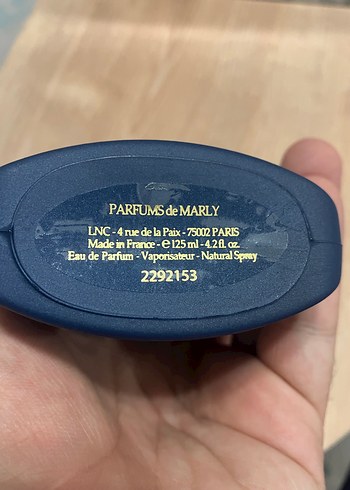 PARFUMS de MARLY
LNC - 4 rue de la Paix - 75002 PARIS
Made in France - ℮ 125 ml - 4.2 fl. oz.
Eau de Parfum - Vaporisateur - Natural Spray
2292153